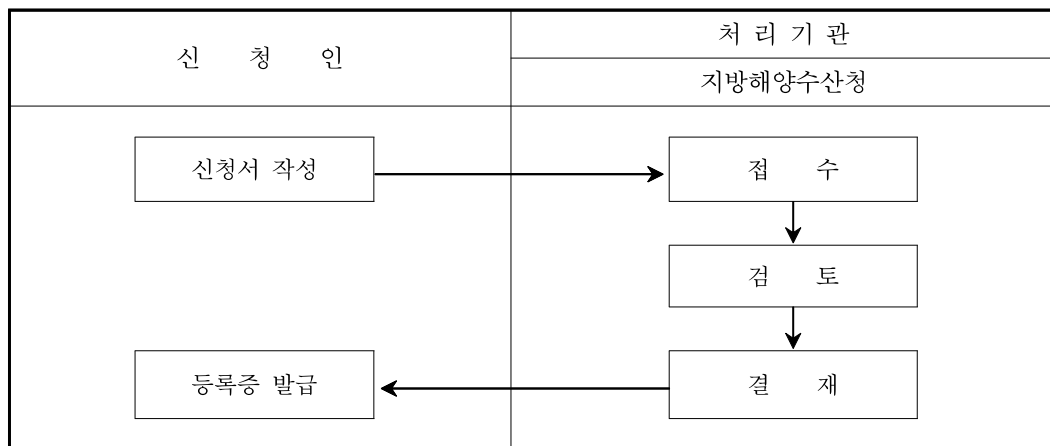 신 청 인
처 리 기 관
지방해양수산청
신청서 작성
접 수
검 토
등록증 발급
결 재